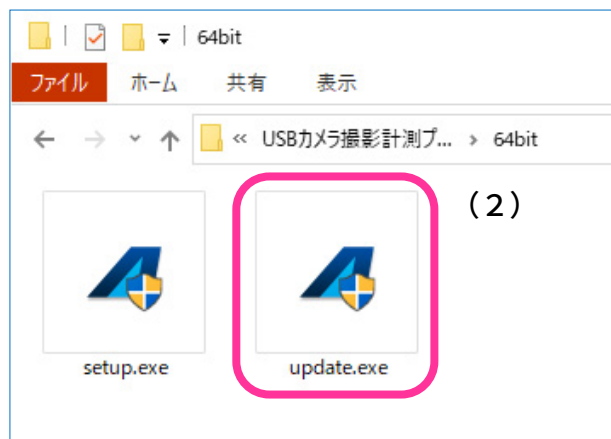 64bit
ファイル ホーム 共有 表示
« USBカメラ撮影計測プ... › 64bit
(２)
setup.exe update.exe